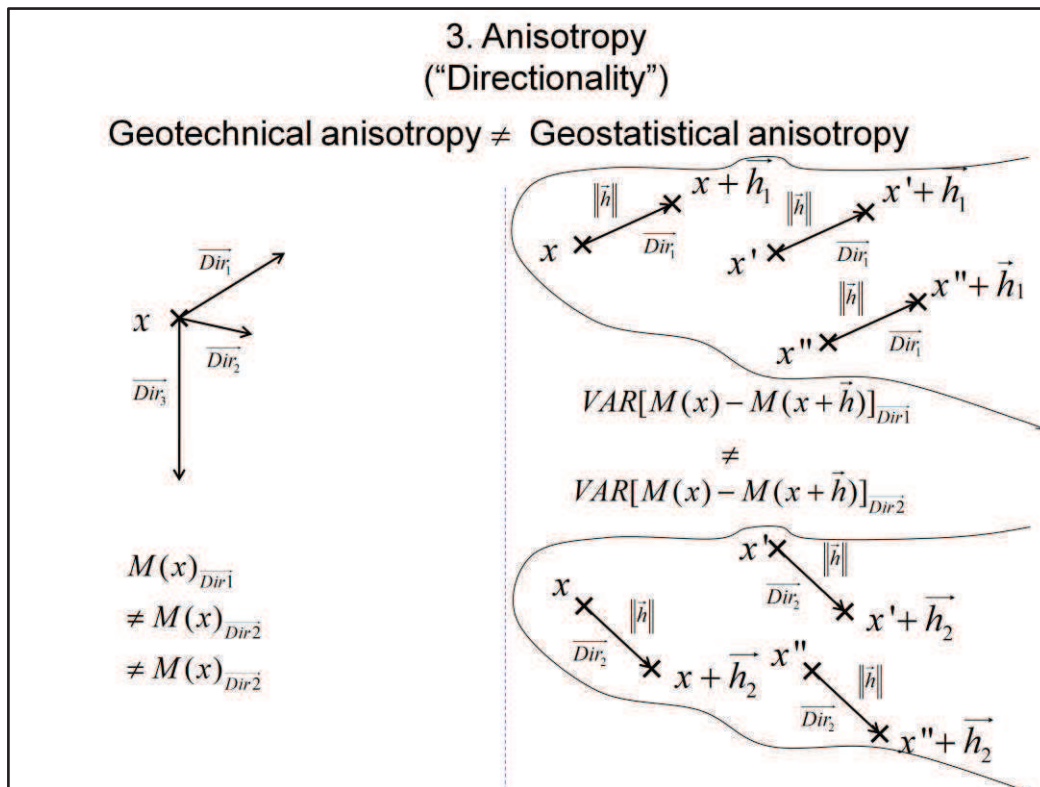 3. Anisotropy
(“Directionality”)
Geotechnical anisotropy ≠ Geostatistical anisotropy
Dir₁
x
Dir₂
Dir₃
M(x) Dir1
≠ M(x) Dir2
≠ M(x) Dir2
‖h‖ x + h₁
x Dir₁
‖h‖ x' + h₁
x' Dir₁
‖h‖ x" + h₁
x" Dir₁
VAR[M(x) − M(x + h)] Dir1
≠
VAR[M(x) − M(x + h)] Dir2
x' ‖h‖
Dir₂ x' + h₂
x ‖h‖
Dir₂ x + h₂
x" ‖h‖
Dir₂ x" + h₂